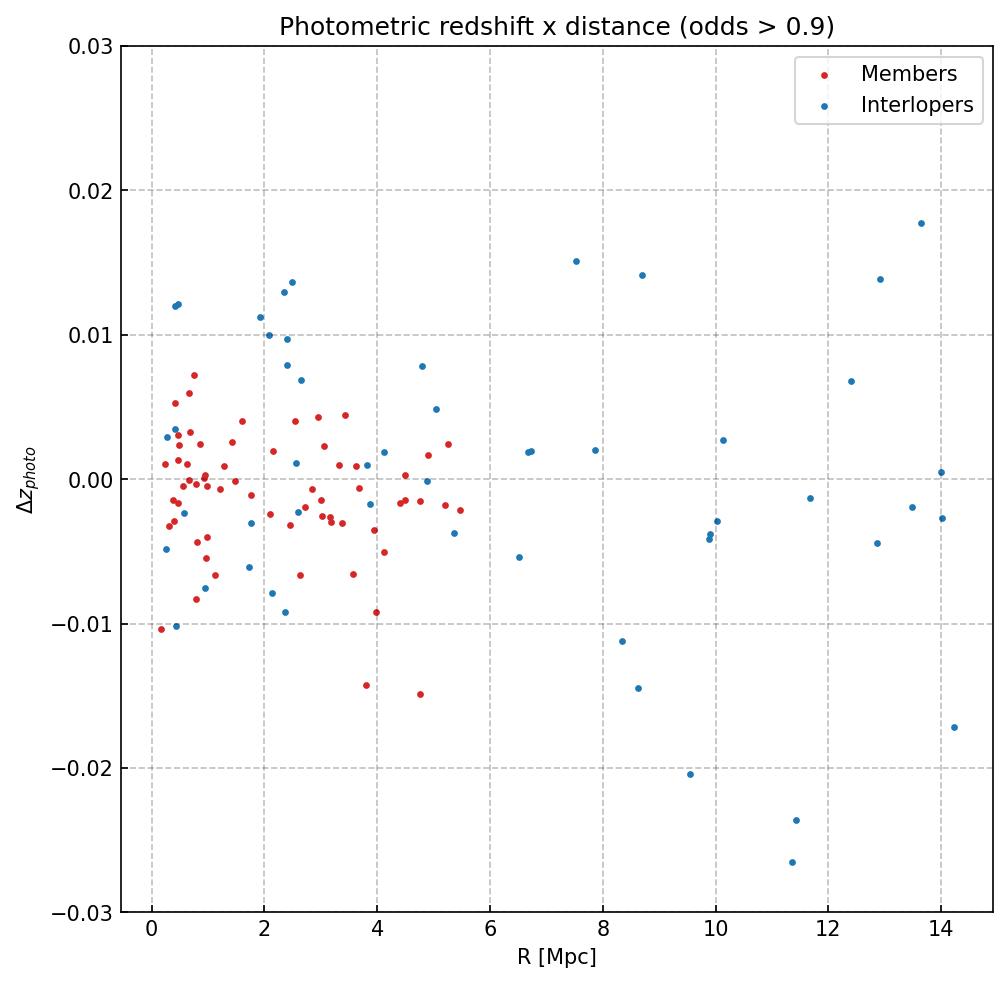 Photometric redshift x distance (odds > 0.9)
Members
Interlopers
0.03
0.02
0.01
0.00
−0.01
−0.02
−0.03
Δz_photo
0 2 4 6 8 10 12 14
R [Mpc]